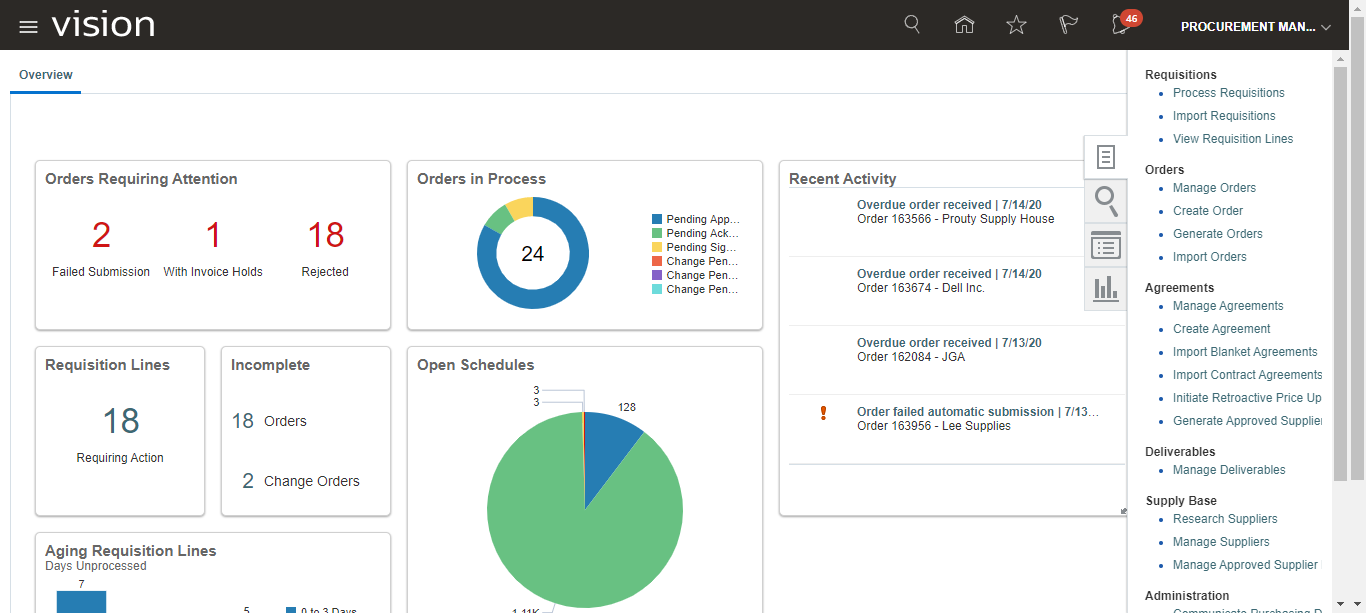 vision
46
PROCUREMENT MAN...
Overview
Orders Requiring Attention
2
Failed Submission
1
With Invoice Holds
18
Rejected
Orders in Process
24
Pending App...
Pending Ack...
Pending Sig...
Change Pen...
Change Pen...
Change Pen...
Recent Activity
Overdue order received | 7/14/20
Order 163566 - Prouty Supply House
Overdue order received | 7/14/20
Order 163674 - Dell Inc.
Overdue order received | 7/13/20
Order 162084 - JGA
Order failed automatic submission | 7/13...
Order 163956 - Lee Supplies
Requisition Lines
18
Requiring Action
Incomplete
18 Orders
2 Change Orders
Open Schedules
3
3
128
1.11K
Aging Requisition Lines
Days Unprocessed
7
5
0 to 3 Days
Requisitions
Process Requisitions
Import Requisitions
View Requisition Lines
Orders
Manage Orders
Create Order
Generate Orders
Import Orders
Agreements
Manage Agreements
Create Agreement
Import Blanket Agreements
Import Contract Agreements
Initiate Retroactive Price Up
Generate Approved Supplier
Deliverables
Manage Deliverables
Supply Base
Research Suppliers
Manage Suppliers
Manage Approved Supplier
Administration
Communicate Purchasing D